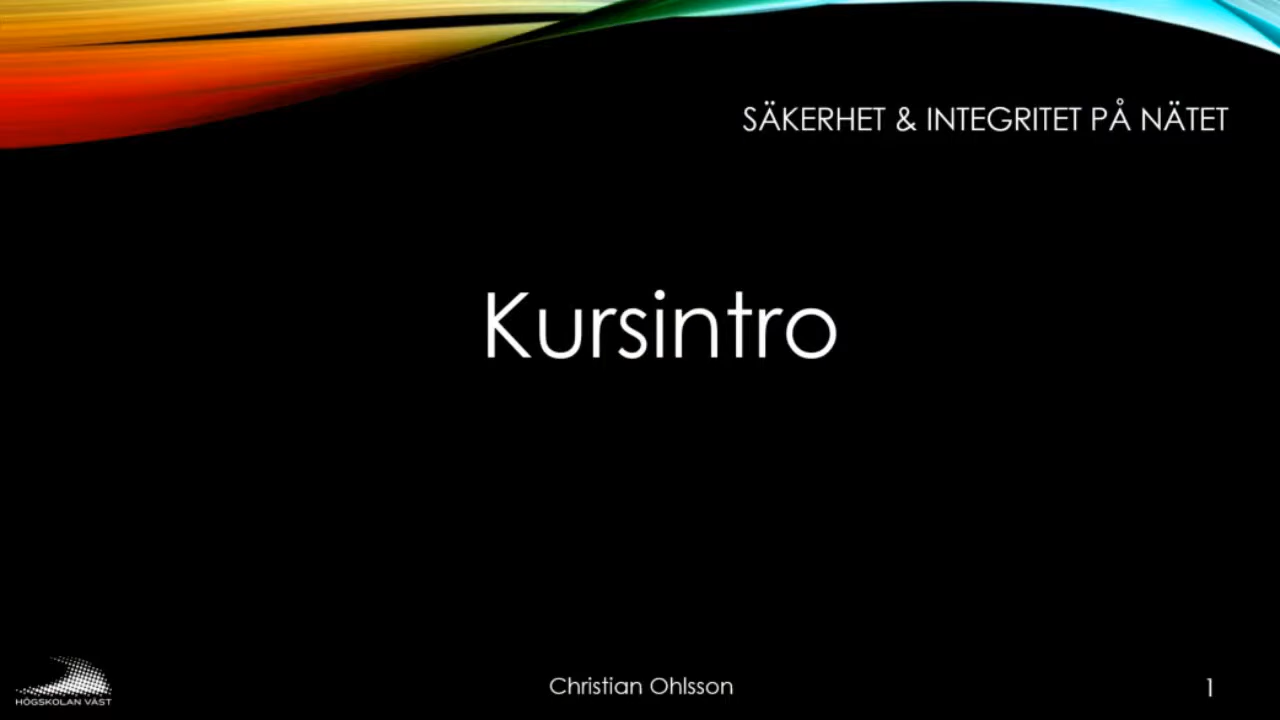 SÄKERHET & INTEGRITET PÅ NÄTET
Kursintro
HÖGSKOLAN VÄST
Christian Ohlsson
1